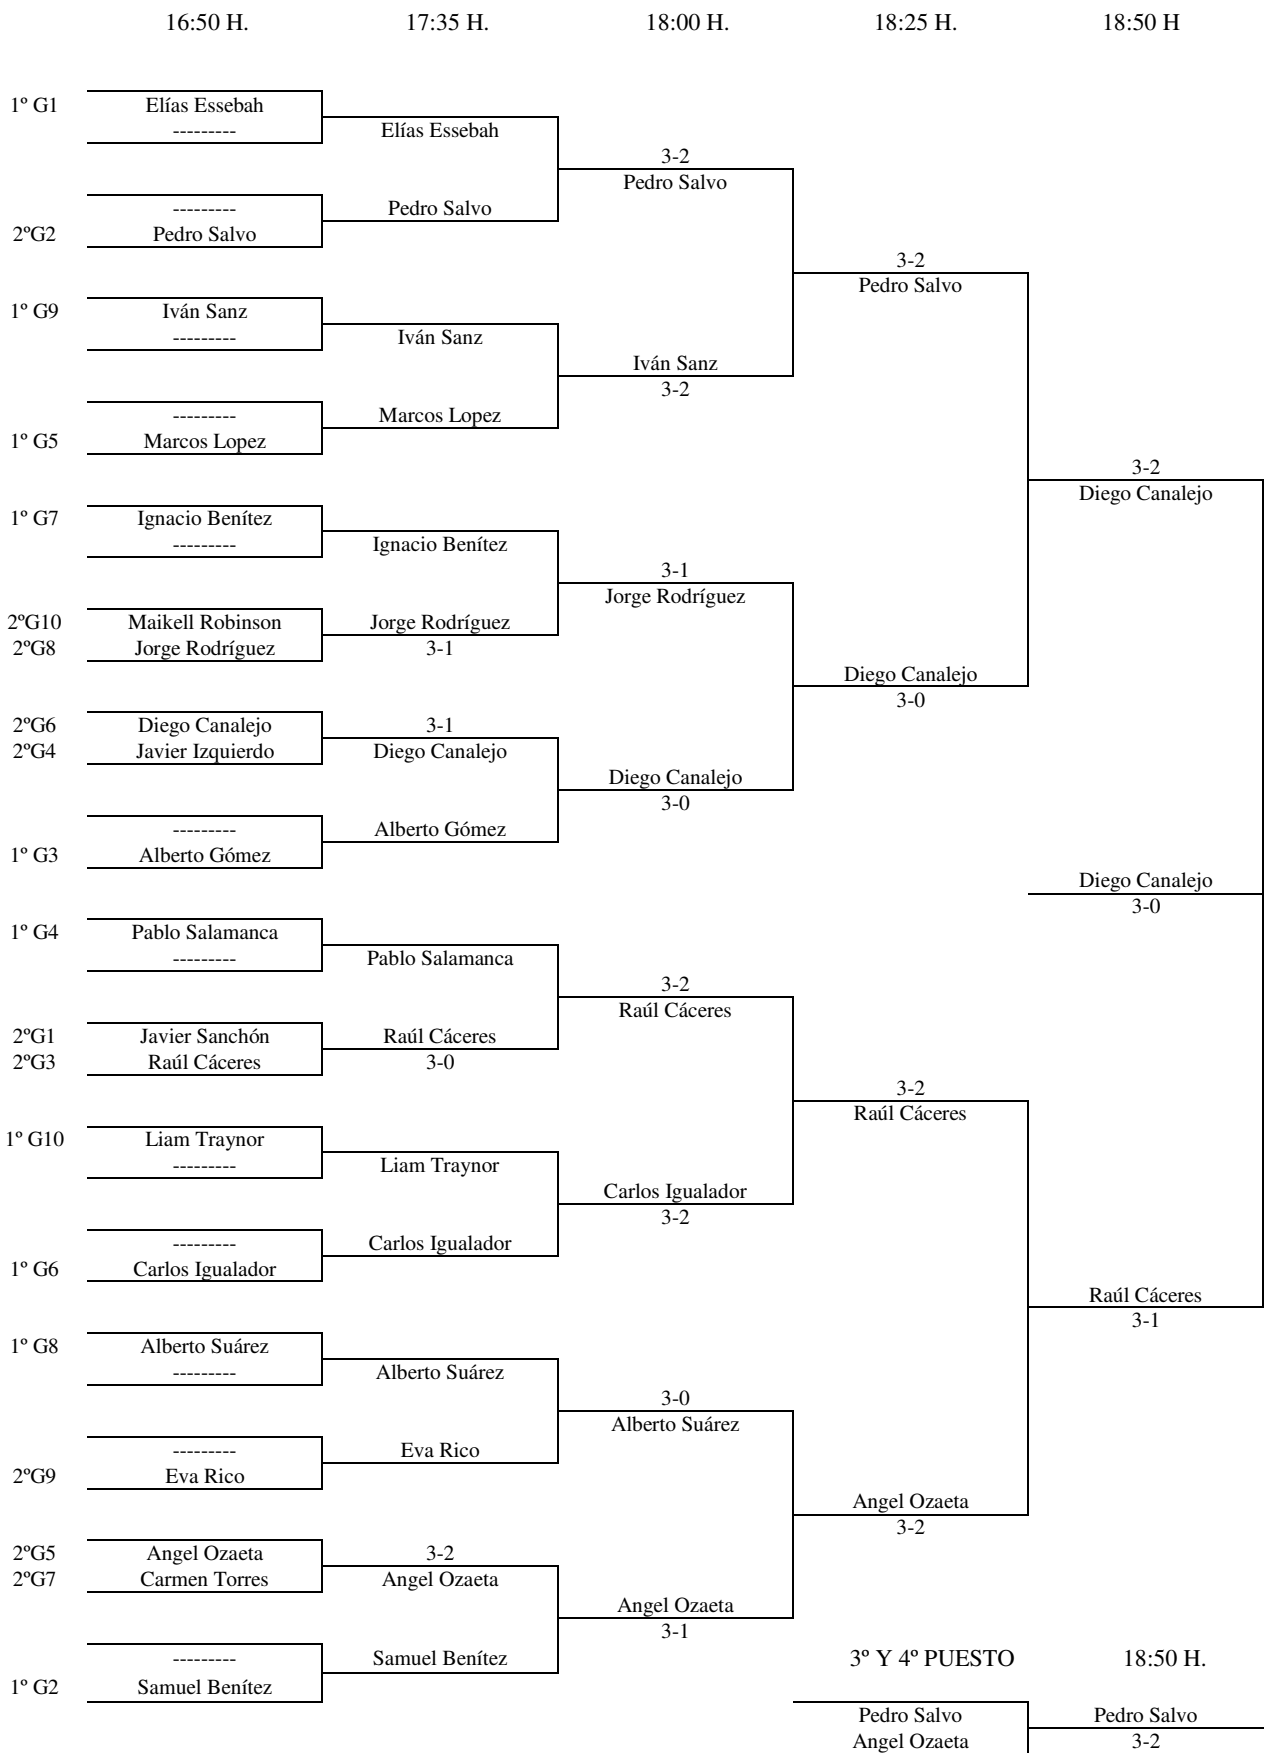 16:50 H. 17:35 H. 18:00 H. 18:25 H. 18:50 H
1º G1 Elías Essebah
---------
Elías Essebah
3-2
Pedro Salvo
---------
Pedro Salvo
2ºG2 Pedro Salvo
3-2
Pedro Salvo
1º G9 Iván Sanz
---------
Iván Sanz
Iván Sanz
3-2
---------
Marcos Lopez
1º G5 Marcos Lopez
3-2
Diego Canalejo
1º G7 Ignacio Benítez
---------
Ignacio Benítez
3-1
Jorge Rodríguez
2ºG10 Maikell Robinson Jorge Rodríguez
2ºG8 Jorge Rodríguez 3-1
Diego Canalejo
3-0
2ºG6 Diego Canalejo 3-1
2ºG4 Javier Izquierdo Diego Canalejo
Diego Canalejo
3-0
---------
Alberto Gómez
1º G3 Alberto Gómez
Diego Canalejo
3-0
1º G4 Pablo Salamanca
---------
Pablo Salamanca
3-2
Raúl Cáceres
2ºG1 Javier Sanchón Raúl Cáceres
2ºG3 Raúl Cáceres 3-0
3-2
Raúl Cáceres
1º G10 Liam Traynor
---------
Liam Traynor
Carlos Igualador
3-2
---------
Carlos Igualador
1º G6 Carlos Igualador
Raúl Cáceres
3-1
1º G8 Alberto Suárez
---------
Alberto Suárez
3-0
Alberto Suárez
---------
Eva Rico
2ºG9 Eva Rico
Angel Ozaeta
3-2
2ºG5 Angel Ozaeta 3-2
2ºG7 Carmen Torres Angel Ozaeta
Angel Ozaeta
3-1
---------
Samuel Benítez
3º Y 4º PUESTO 18:50 H.
1º G2 Samuel Benítez
Pedro Salvo Pedro Salvo
Angel Ozaeta 3-2